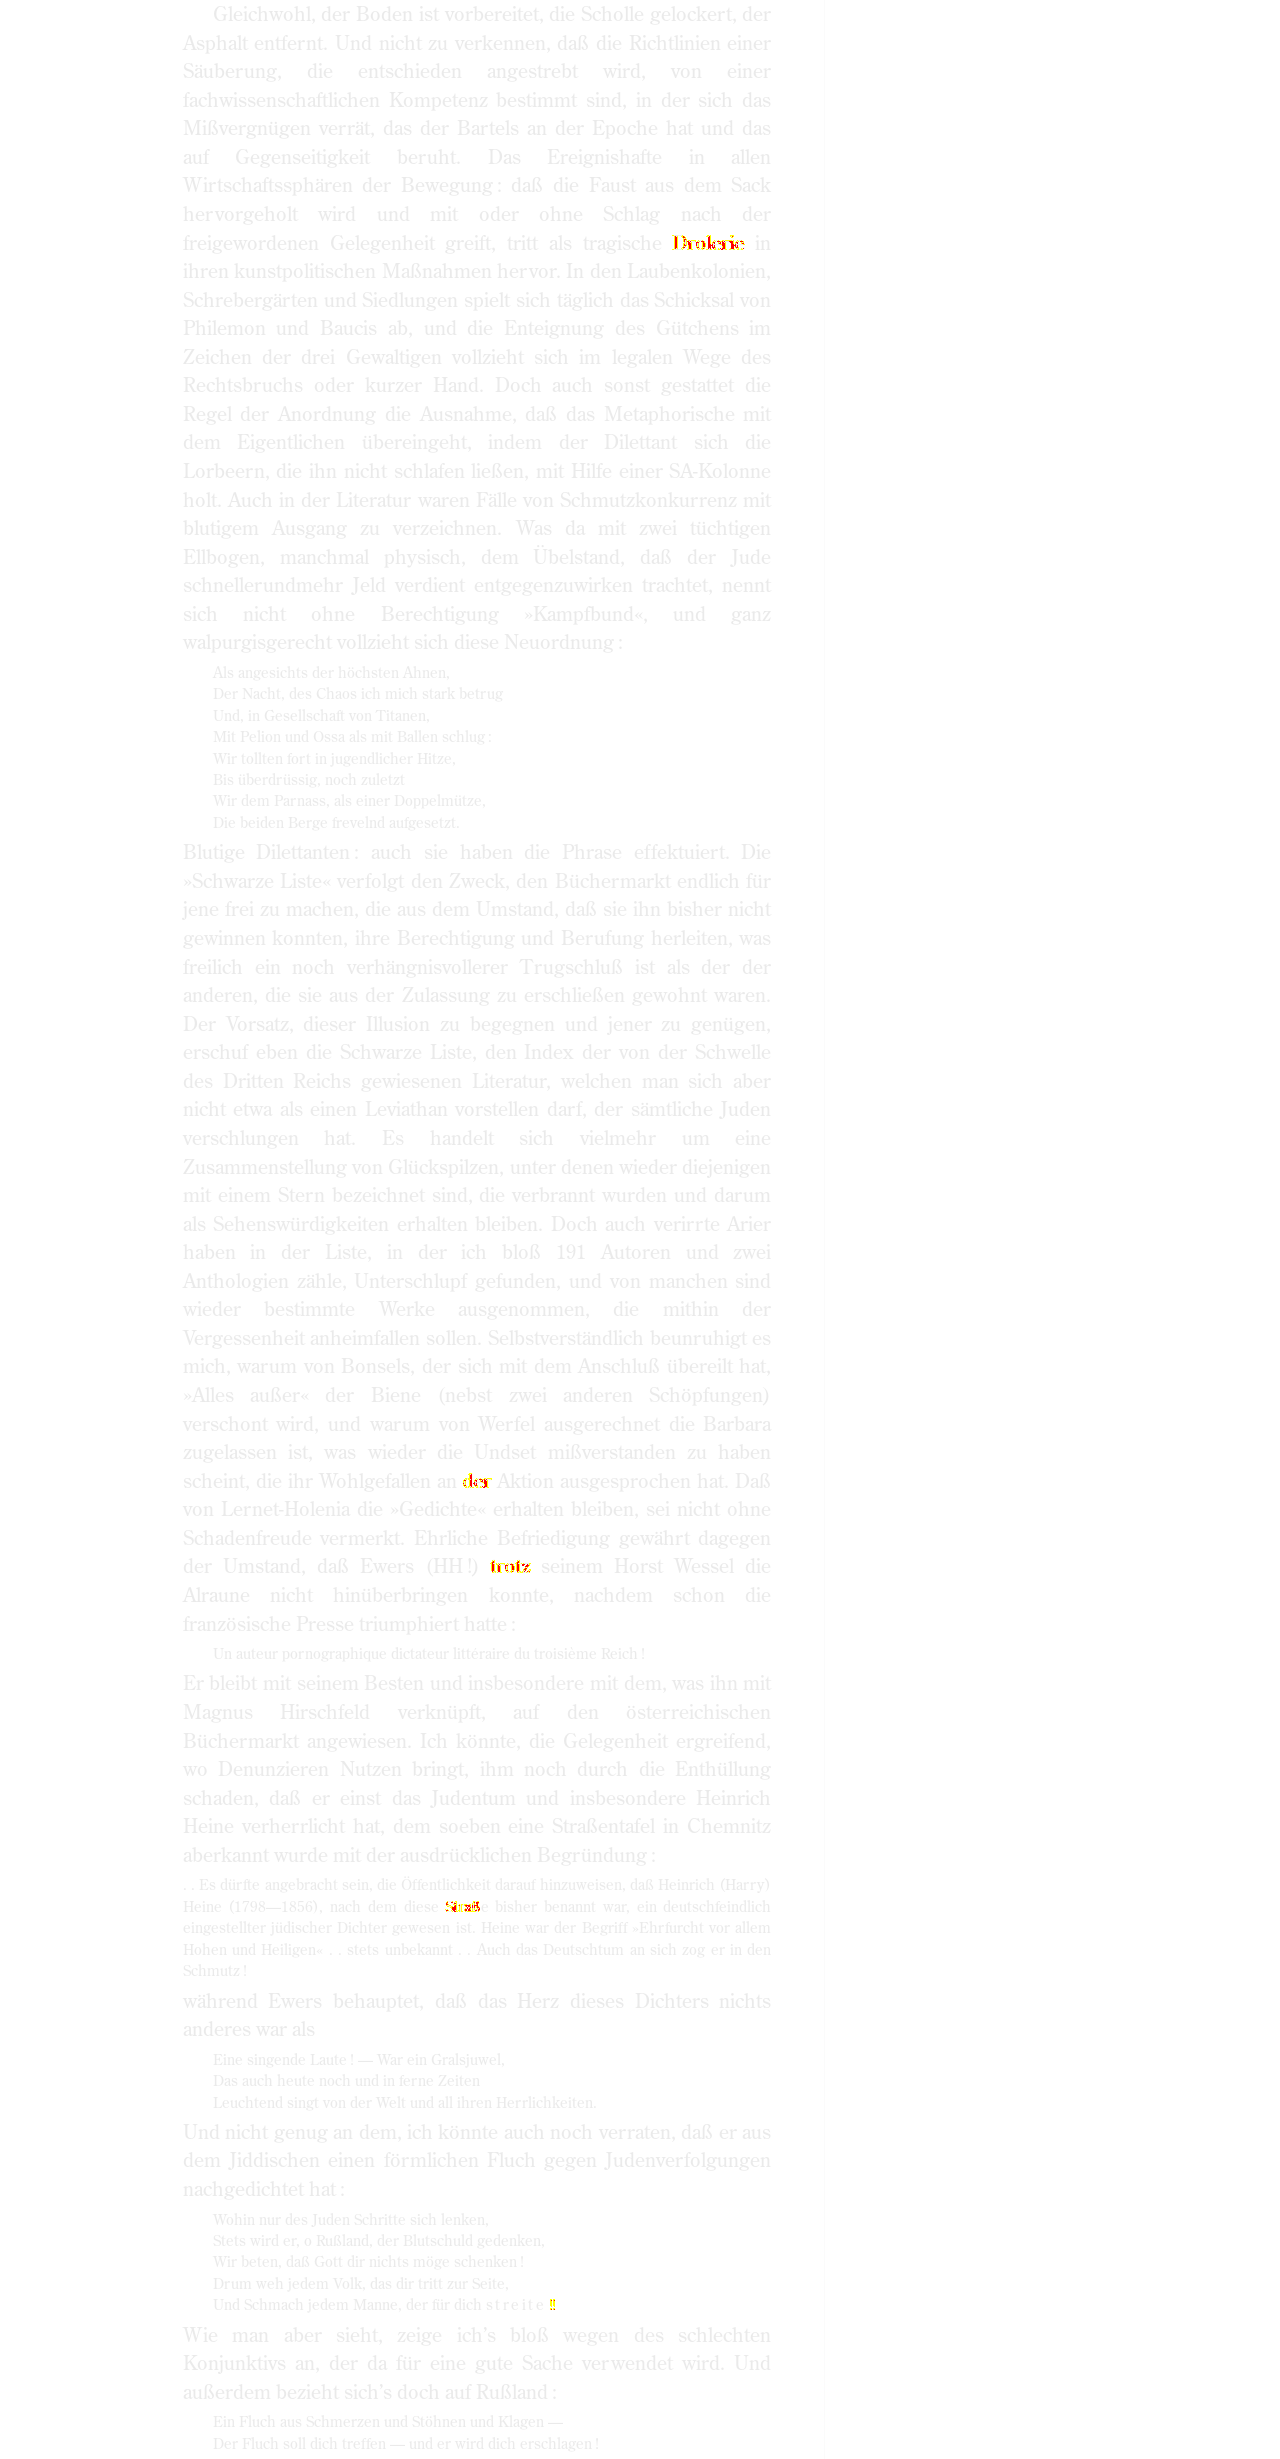 Gleichwohl, der Boden ist vorbereitet, die Scholle gelockert, der
Asphalt entfernt. Und nicht zu verkennen, daß die Richtlinien einer
Säuberung, die entschieden angestrebt wird, von einer
fachwissenschaftlichen Kompetenz bestimmt sind, in der sich das
Mißvergnügen verrät, das der Bartels an der Epoche hat und das
auf Gegenseitigkeit beruht. Das Ereignishafte in allen
Wirtschaftssphären der Bewegung : daß die Faust aus dem Sack
hervorgeholt wird und mit oder ohne Schlag nach der
freigewordenen Gelegenheit greift, tritt als tragische Drolerie in
ihren kunstpolitischen Maßnahmen hervor. In den Laubenkolonien,
Schrebergärten und Siedlungen spielt sich täglich das Schicksal von
Philemon und Baucis ab, und die Enteignung des Gütchens im
Zeichen der drei Gewaltigen vollzieht sich im legalen Wege des
Rechtsbruchs oder kurzer Hand. Doch auch sonst gestattet die
Regel der Anordnung die Ausnahme, daß das Metaphorische mit
dem Eigentlichen übereingeht, indem der Dilettant sich die
Lorbeern, die ihn nicht schlafen ließen, mit Hilfe einer SA-Kolonne
holt. Auch in der Literatur waren Fälle von Schmutzkonkurrenz mit
blutigem Ausgang zu verzeichnen. Was da mit zwei tüchtigen
Ellbogen, manchmal physisch, dem Übelstand, daß der Jude
schnellerundmehr Jeld verdient entgegenzuwirken trachtet, nennt
sich nicht ohne Berechtigung »Kampfbund«, und ganz
walpurgisgerecht vollzieht sich diese Neuordnung :
Als angesichts der höchsten Ahnen,
Der Nacht, des Chaos ich mich stark betrug
Und, in Gesellschaft von Titanen,
Mit Pelion und Ossa als mit Ballen schlug :
Wir tollten fort in jugendlicher Hitze,
Bis überdrüssig, noch zuletzt
Wir dem Parnass, als einer Doppelmütze,
Die beiden Berge frevelnd aufgesetzt.
Blutige Dilettanten : auch sie haben die Phrase effektuiert. Die
»Schwarze Liste« verfolgt den Zweck, den Büchermarkt endlich für
jene frei zu machen, die aus dem Umstand, daß sie ihn bisher nicht
gewinnen konnten, ihre Berechtigung und Berufung herleiten, was
freilich ein noch verhängnisvollerer Trugschluß ist als der der
anderen, die sie aus der Zulassung zu erschließen gewohnt waren.
Der Vorsatz, dieser Illusion zu begegnen und jener zu genügen,
erschuf eben die Schwarze Liste, den Index der von der Schwelle
des Dritten Reichs gewiesenen Literatur, welchen man sich aber
nicht etwa als einen Leviathan vorstellen darf, der sämtliche Juden
verschlungen hat. Es handelt sich vielmehr um eine
Zusammenstellung von Glückspilzen, unter denen wieder diejenigen
mit einem Stern bezeichnet sind, die verbrannt wurden und darum
als Sehenswürdigkeiten erhalten bleiben. Doch auch verirrte Arier
haben in der Liste, in der ich bloß 191 Autoren und zwei
Anthologien zähle, Unterschlupf gefunden, und von manchen sind
wieder bestimmte Werke ausgenommen, die mithin der
Vergessenheit anheimfallen sollen. Selbstverständlich beunruhigt es
mich, warum von Bonsels, der sich mit dem Anschluß übereilt hat,
»Alles außer« der Biene (nebst zwei anderen Schöpfungen)
verschont wird, und warum von Werfel ausgerechnet die Barbara
zugelassen ist, was wieder die Undset mißverstanden zu haben
scheint, die ihr Wohlgefallen an der Aktion ausgesprochen hat. Daß
von Lernet-Holenia die »Gedichte« erhalten bleiben, sei nicht ohne
Schadenfreude vermerkt. Ehrliche Befriedigung gewährt dagegen
der Umstand, daß Ewers (HH !) trotz seinem Horst Wessel die
Alraune nicht hinüberbringen konnte, nachdem schon die
französische Presse triumphiert hatte :
Un auteur pornographique dictateur littéraire du troisième Reich !
Er bleibt mit seinem Besten und insbesondere mit dem, was ihn mit
Magnus Hirschfeld verknüpft, auf den österreichischen
Büchermarkt angewiesen. Ich könnte, die Gelegenheit ergreifend,
wo Denunzieren Nutzen bringt, ihm noch durch die Enthüllung
schaden, daß er einst das Judentum und insbesondere Heinrich
Heine verherrlicht hat, dem soeben eine Straßentafel in Chemnitz
aberkannt wurde mit der ausdrücklichen Begründung :
. . Es dürfte angebracht sein, die Öffentlichkeit darauf hinzuweisen, daß Heinrich (Harry)
Heine (1798—1856), nach dem diese Straße bisher benannt war, ein deutschfeindlich
eingestellter jüdischer Dichter gewesen ist. Heine war der Begriff »Ehrfurcht vor allem
Hohen und Heiligen« . . stets unbekannt . . Auch das Deutschtum an sich zog er in den
Schmutz !
während Ewers behauptet, daß das Herz dieses Dichters nichts
anderes war als
Eine singende Laute ! — War ein Gralsjuwel,
Das auch heute noch und in ferne Zeiten
Leuchtend singt von der Welt und all ihren Herrlichkeiten.
Und nicht genug an dem, ich könnte auch noch verraten, daß er aus
dem Jiddischen einen förmlichen Fluch gegen Judenverfolgungen
nachgedichtet hat :
Wohin nur des Juden Schritte sich lenken,
Stets wird er, o Rußland, der Blutschuld gedenken,
Wir beten, daß Gott dir nichts möge schenken !
Drum weh jedem Volk, das dir tritt zur Seite,
Und Schmach jedem Manne, der für dich streite !
Wie man aber sieht, zeige ich's bloß wegen des schlechten
Konjunktivs an, der da für eine gute Sache verwendet wird. Und
außerdem bezieht sich's doch auf Rußland :
Ein Fluch aus Schmerzen und Stöhnen und Klagen —
Der Fluch soll dich treffen — und er wird dich erschlagen !